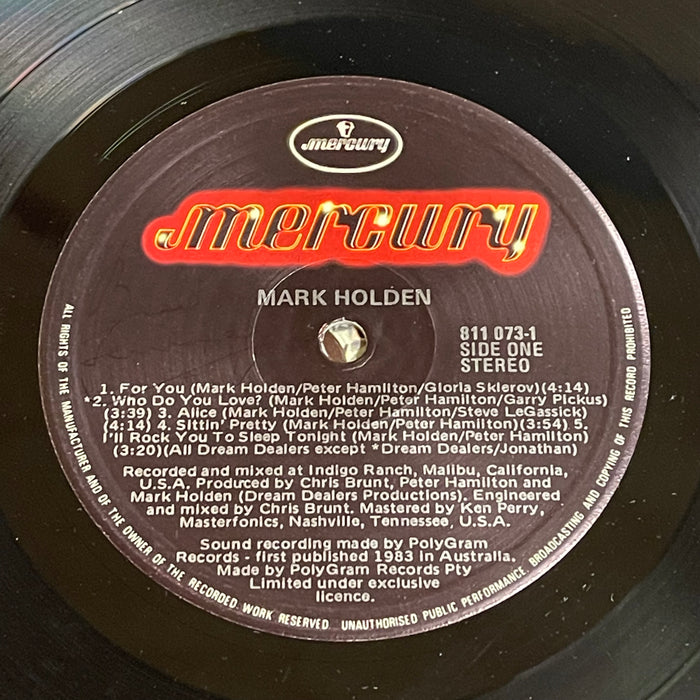 mercury
mercury
MARK HOLDEN
811 073-1
SIDE ONE
STEREO
1. For You (Mark Holden/Peter Hamilton/Gloria Sklerov)(4:14)
*2. Who Do You Love? (Mark Holden/Peter Hamilton/Garry Pickus)
(3:39) 3. Alice (Mark Holden/Peter Hamilton/Steve LeGassick)
(4:14) 4. Sittin' Pretty (Mark Holden/Peter Hamilton)(3:54) 5.
I'll Rock You To Sleep Tonight (Mark Holden/Peter Hamilton)
(3:20)(All Dream Dealers except *Dream Dealers/Jonathan)
Recorded and mixed at Indigo Ranch, Malibu, California,
U.S.A. Produced by Chris Brunt, Peter Hamilton and
Mark Holden (Dream Dealers Productions). Engineered
and mixed by Chris Brunt. Mastered by Ken Perry,
Masterfonics, Nashville, Tennessee, U.S.A.
Sound recording made by PolyGram
Records - first published 1983 in Australia.
Made by PolyGram Records Pty
Limited under exclusive
licence.
ALL RIGHTS OF THE MANUFACTURER AND OF THE OWNER OF THE RECORDED WORK RESERVED. UNAUTHORISED PUBLIC PERFORMANCE, BROADCASTING AND COPYING OF THIS RECORD PROHIBITED